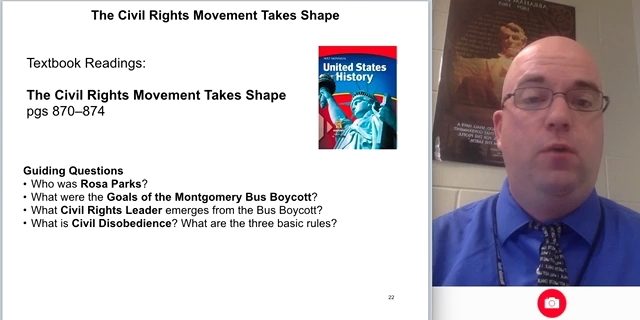 The Civil Rights Movement Takes Shape
Textbook Readings:
United States
History
The Civil Rights Movement Takes Shape
pgs 870–874
Guiding Questions
• Who was Rosa Parks?
• What were the Goals of the Montgomery Bus Boycott?
• What Civil Rights Leader emerges from the Bus Boycott?
• What is Civil Disobedience? What are the three basic rules?
22